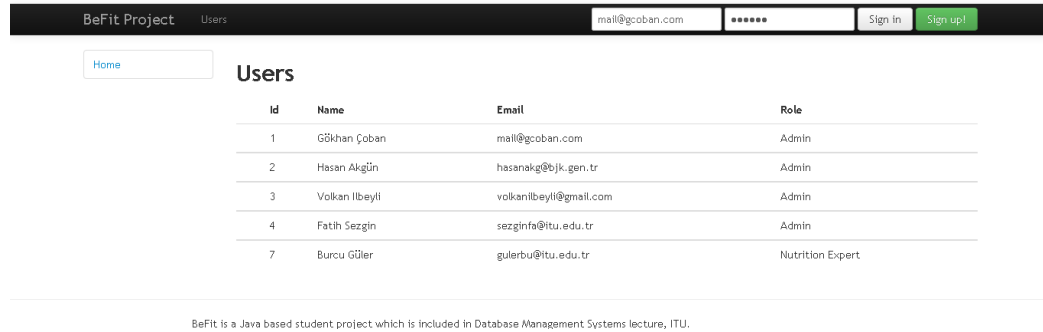 BeFit Project Users mail@gcoban.com •••••• Sign in Sign up!
Home
Users
Id Name Email Role
1 Gökhan Çoban mail@gcoban.com Admin
2 Hasan Akgün hasanakg@bjk.gen.tr Admin
3 Volkan Ilbeyli volkanilbeyli@gmail.com Admin
4 Fatih Sezgin sezginfa@itu.edu.tr Admin
7 Burcu Güler gulerbu@itu.edu.tr Nutrition Expert
BeFit is a Java based student project which is included in Database Management Systems lecture, ITU.